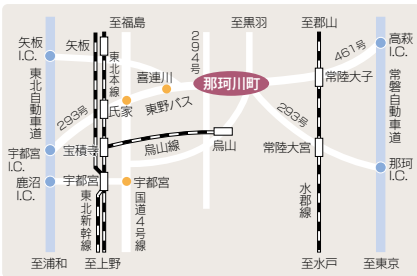 至福島
至黒羽
至郡山
矢板
I.C.
矢板
東北本線
294号
喜連川
那珂川町
461号
高萩
I.C.
東北自動車道
293号
氏家
東野バス
293号
常陸大子
常磐自動車道
宇都宮
I.C.
宝積寺
烏山線
烏山
常陸大宮
鹿沼
I.C.
宇都宮
宇都宮
国道4号線
東北新幹線
水郡線
那珂
I.C.
至浦和
至上野
至水戸
至東京